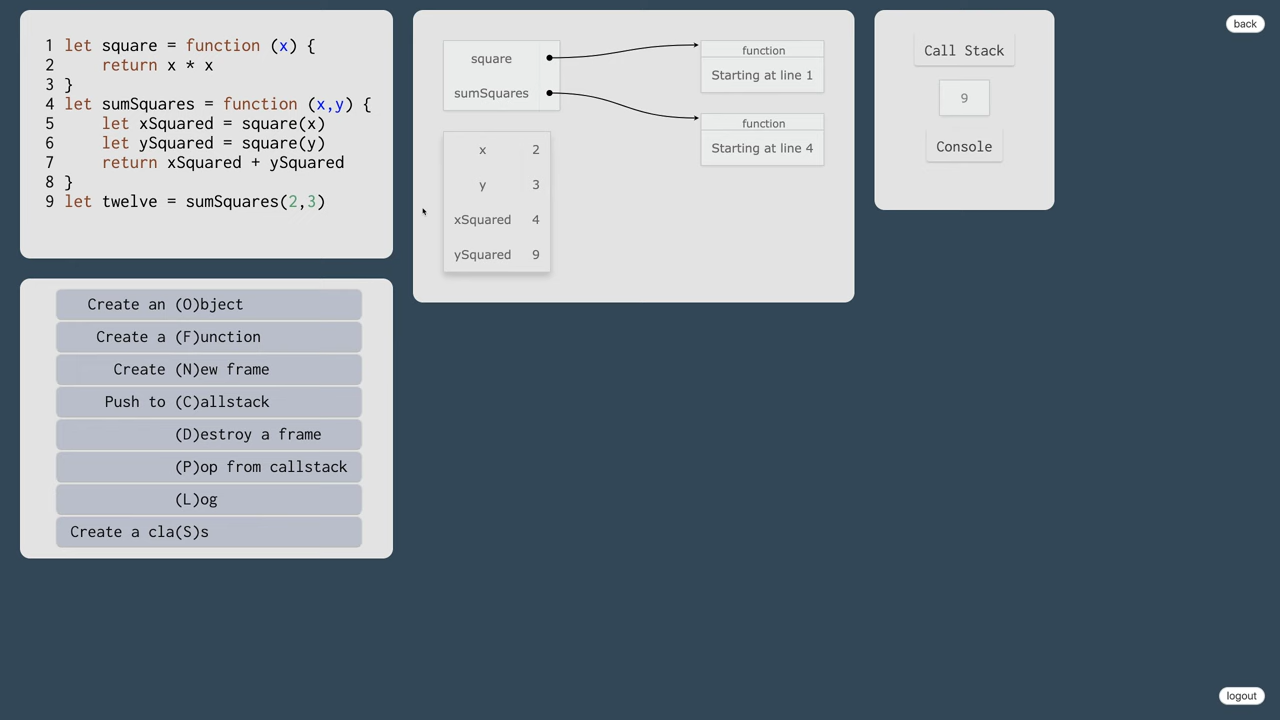 1 let square = function (x) {
2 return x * x
3 }
4 let sumSquares = function (x,y) {
5 let xSquared = square(x)
6 let ySquared = square(y)
7 return xSquared + ySquared
8 }
9 let twelve = sumSquares(2,3)
Create an (O)bject
Create a (F)unction
Create (N)ew frame
Push to (C)allstack
(D)estroy a frame
(P)op from callstack
(L)og
Create a cla(S)s
square
sumSquares
function
Starting at line 1
function
Starting at line 4
x 2
y 3
xSquared 4
ySquared 9
Call Stack
9
Console
back
logout